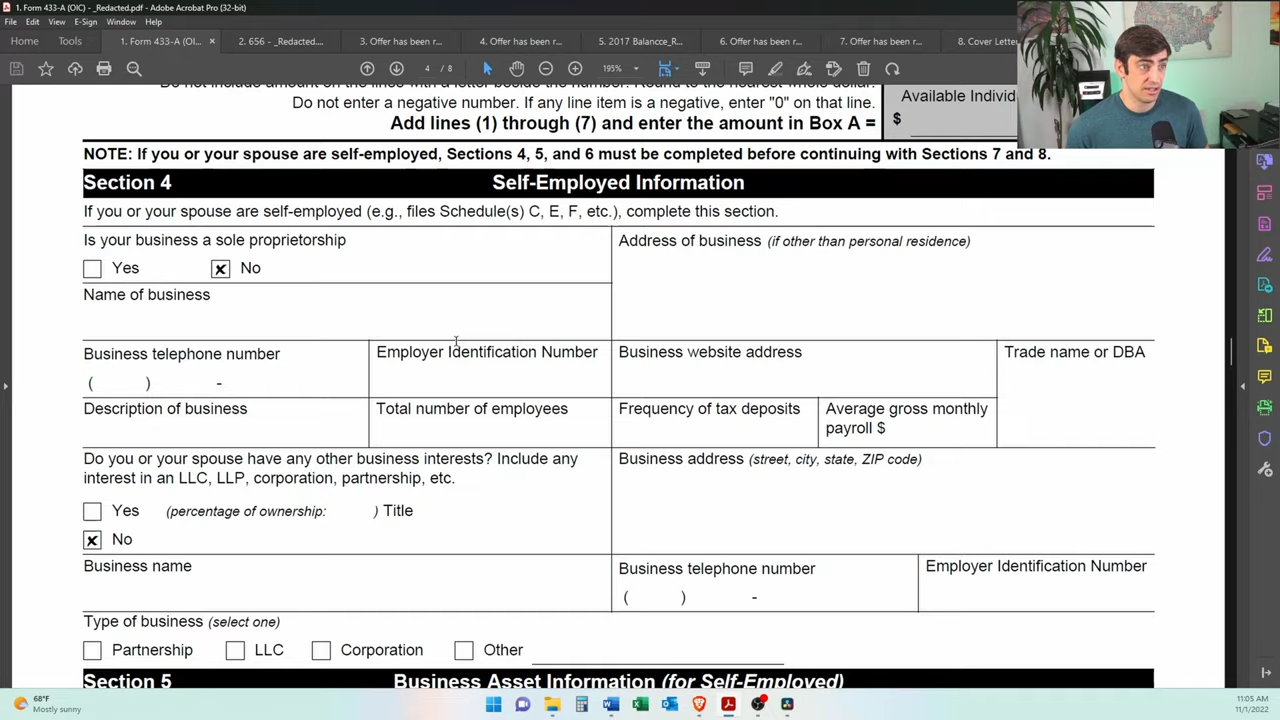 1. Form 433-A (OIC) - _Redacted.pdf - Adobe Acrobat Pro (32-bit)
File Edit View E-Sign Window Help
Home Tools 1. Form 433-A (OI... × 2. 656 - _Redacted.... 3. Offer has been r... 4. Offer has been r... 5. 2017 Balancce_R... 6. Offer has been r... 7. Offer has been r... 8. Cover Letter
4 / 8 195%
Do not enter a negative number. If any line item is a negative, enter "0" on that line.
Add lines (1) through (7) and enter the amount in Box A =
Available Individ
$
NOTE: If you or your spouse are self-employed, Sections 4, 5, and 6 must be completed before continuing with Sections 7 and 8.
Section 4 Self-Employed Information
If you or your spouse are self-employed (e.g., files Schedule(s) C, E, F, etc.), complete this section.
Is your business a sole proprietorship
Yes No
Address of business (if other than personal residence)
Name of business
Business telephone number
( ) -
Employer Identification Number
Business website address
Trade name or DBA
Description of business
Total number of employees
Frequency of tax deposits
Average gross monthly
payroll $
Do you or your spouse have any other business interests? Include any
interest in an LLC, LLP, corporation, partnership, etc.
Yes (percentage of ownership: ) Title
No
Business address (street, city, state, ZIP code)
Business name
Business telephone number
( ) -
Employer Identification Number
Type of business (select one)
Partnership LLC Corporation Other
Section 5 Business Asset Information (for Self-Employed)
68°F
Mostly sunny
11:05 AM
11/1/2022